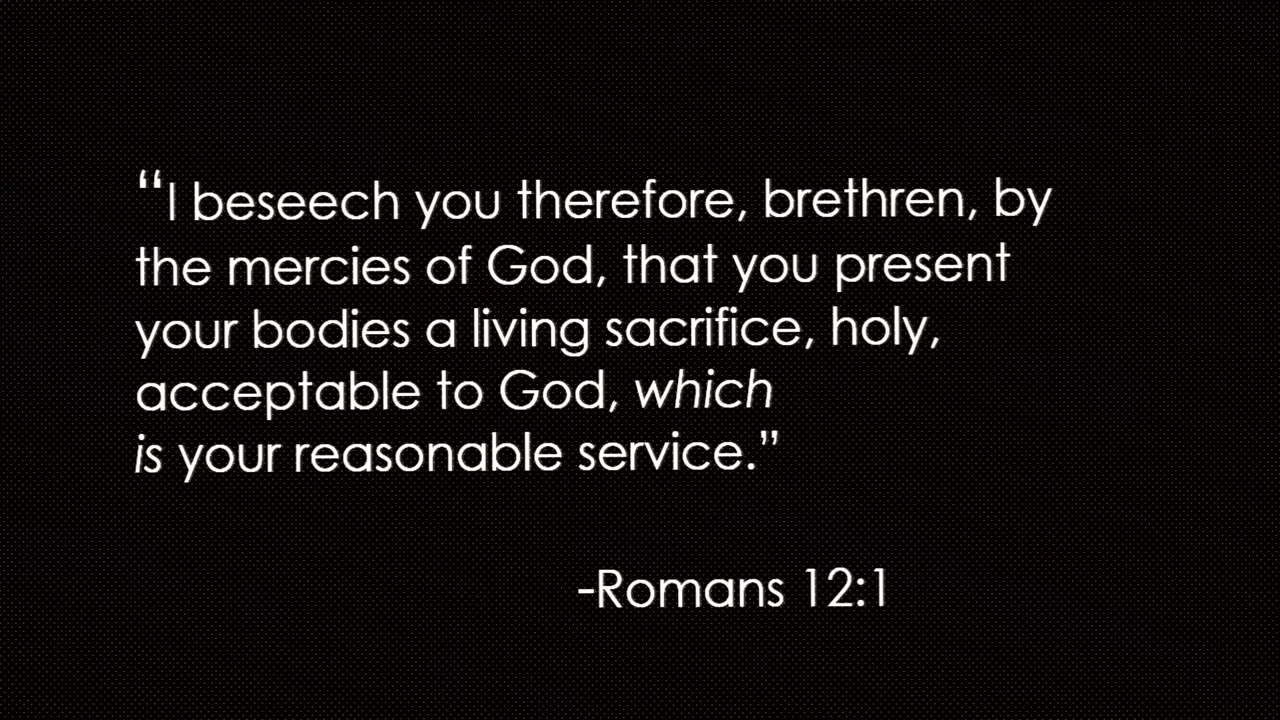 “I beseech you therefore, brethren, by
the mercies of God, that you present
your bodies a living sacrifice, holy,
acceptable to God, which
is your reasonable service.”
-Romans 12:1